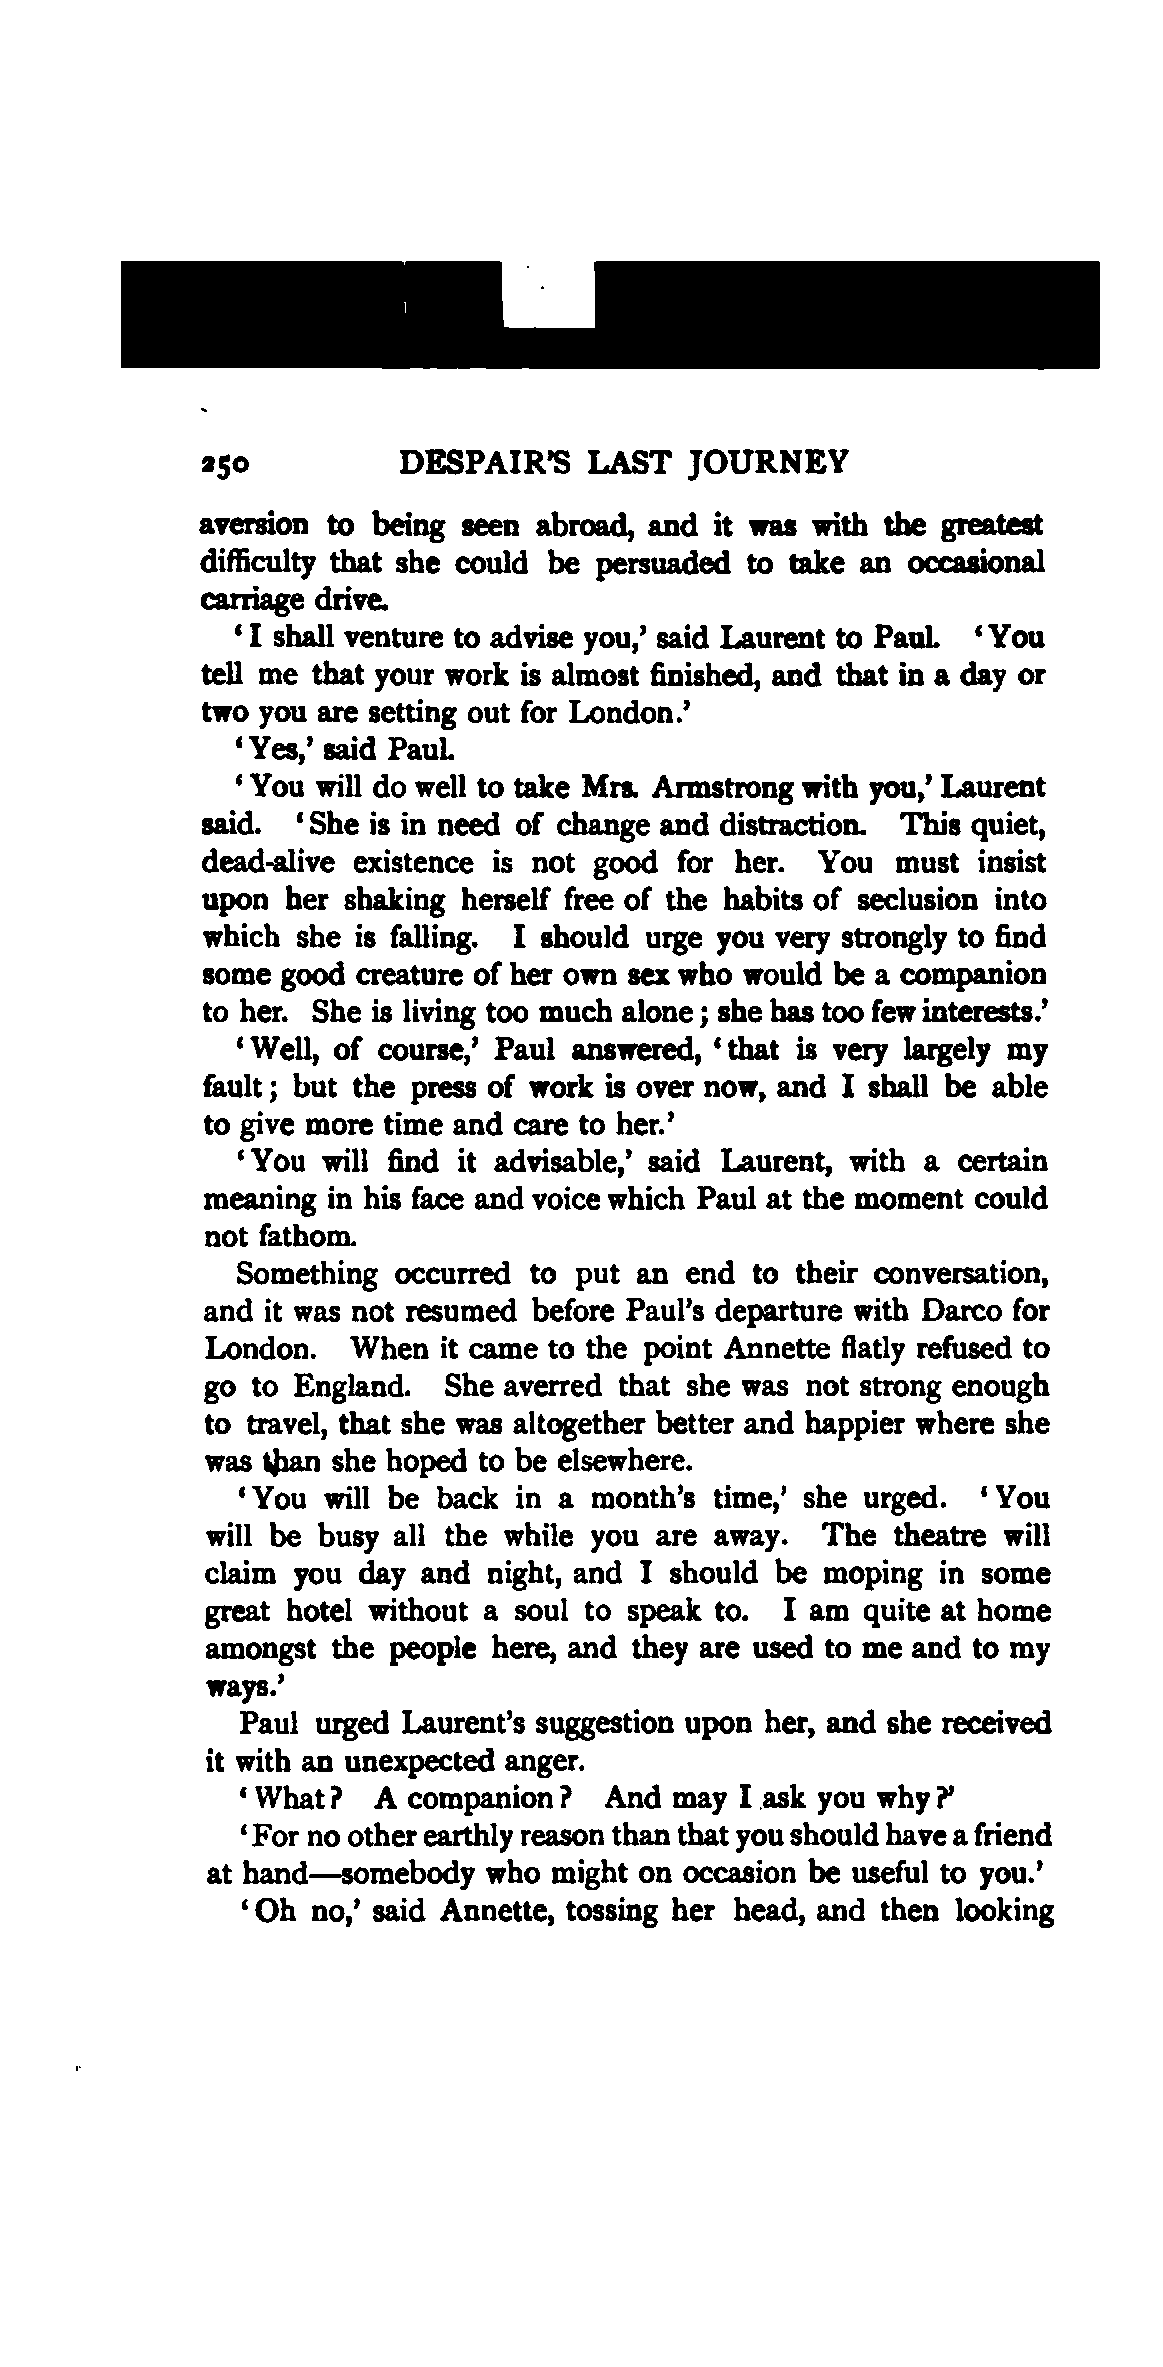 250 DESPAIR'S LAST JOURNEY
aversion to being seen abroad, and it was with the greatest
difficulty that she could be persuaded to take an occasional
carriage drive.
‘I shall venture to advise you,’ said Laurent to Paul. ‘You
tell me that your work is almost finished, and that in a day or
two you are setting out for London.’
‘Yes,’ said Paul.
‘You will do well to take Mrs. Armstrong with you,’ Laurent
said. ‘She is in need of change and distraction. This quiet,
dead-alive existence is not good for her. You must insist
upon her shaking herself free of the habits of seclusion into
which she is falling. I should urge you very strongly to find
some good creature of her own sex who would be a companion
to her. She is living too much alone; she has too few interests.’
‘Well, of course,’ Paul answered, ‘that is very largely my
fault; but the press of work is over now, and I shall be able
to give more time and care to her.’
‘You will find it advisable,’ said Laurent, with a certain
meaning in his face and voice which Paul at the moment could
not fathom.
Something occurred to put an end to their conversation,
and it was not resumed before Paul's departure with Darco for
London. When it came to the point Annette flatly refused to
go to England. She averred that she was not strong enough
to travel, that she was altogether better and happier where she
was than she hoped to be elsewhere.
‘You will be back in a month's time,’ she urged. ‘You
will be busy all the while you are away. The theatre will
claim you day and night, and I should be moping in some
great hotel without a soul to speak to. I am quite at home
amongst the people here, and they are used to me and to my
ways.’
Paul urged Laurent's suggestion upon her, and she received
it with an unexpected anger.
‘What? A companion? And may I ask you why?’
‘For no other earthly reason than that you should have a friend
at hand—somebody who might on occasion be useful to you.’
‘Oh no,’ said Annette, tossing her head, and then looking